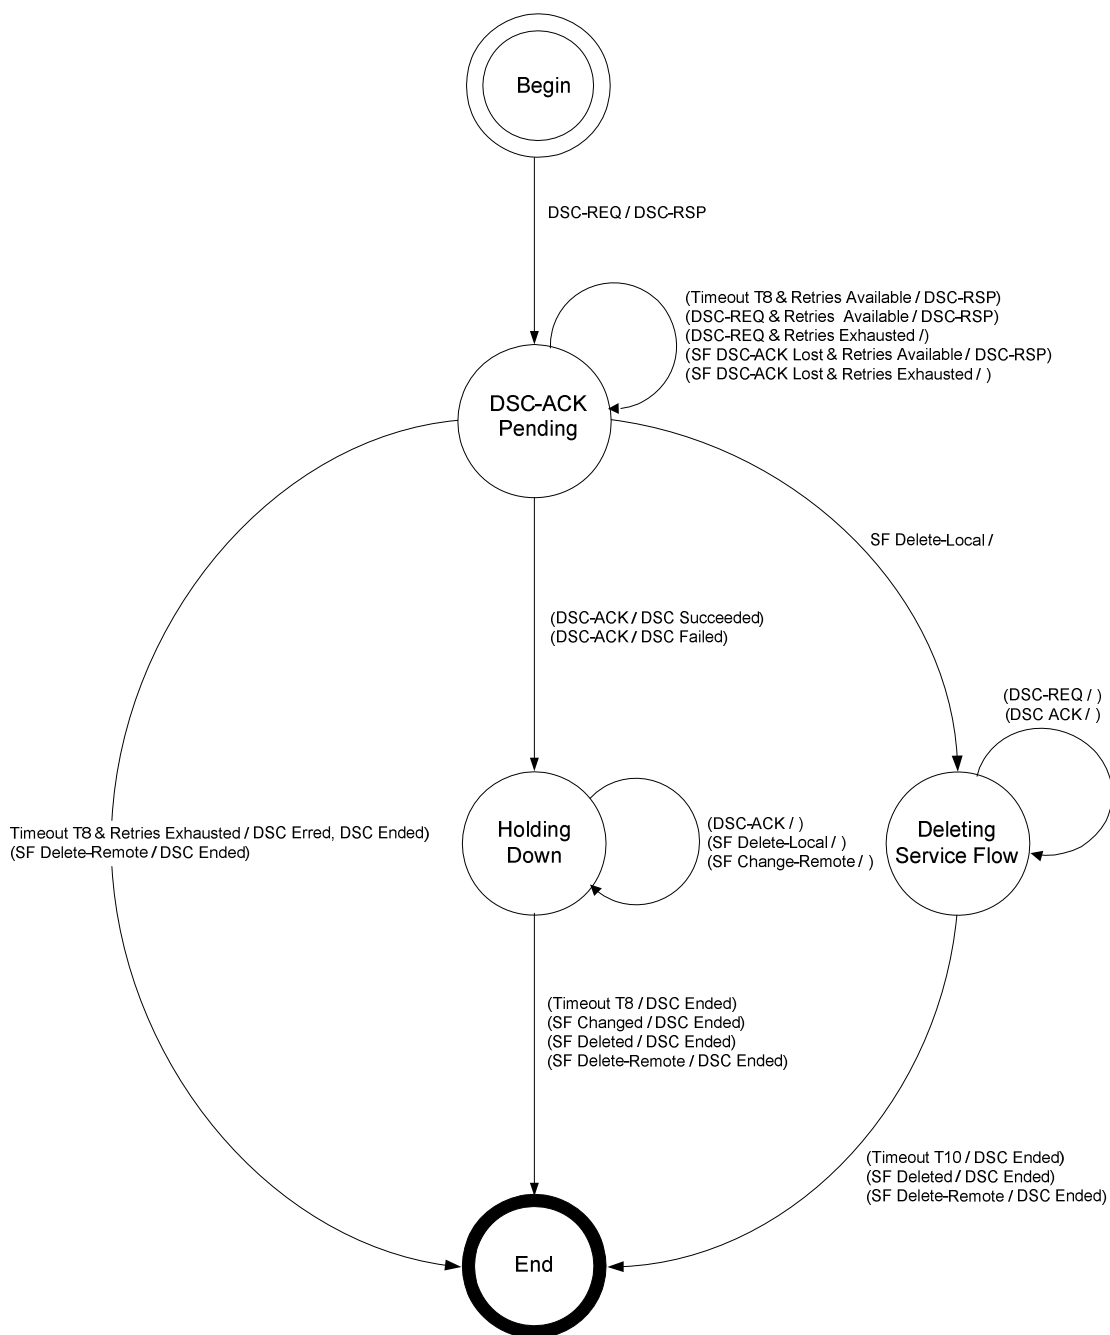 Begin
DSC-REQ / DSC-RSP
(Timeout T8 & Retries Available / DSC-RSP)
(DSC-REQ & Retries Available / DSC-RSP)
(DSC-REQ & Retries Exhausted /)
(SF DSC-ACK Lost & Retries Available / DSC-RSP)
(SF DSC-ACK Lost & Retries Exhausted / )
DSC-ACK
Pending
SF Delete-Local /
(DSC-ACK / DSC Succeeded)
(DSC-ACK / DSC Failed)
(DSC-REQ / )
(DSC ACK / )
Timeout T8 & Retries Exhausted / DSC Erred, DSC Ended)
(SF Delete-Remote / DSC Ended)
Holding
Down
(DSC-ACK / )
(SF Delete-Local / )
(SF Change-Remote / )
Deleting
Service Flow
(Timeout T8 / DSC Ended)
(SF Changed / DSC Ended)
(SF Deleted / DSC Ended)
(SF Delete-Remote / DSC Ended)
(Timeout T10 / DSC Ended)
(SF Deleted / DSC Ended)
(SF Delete-Remote / DSC Ended)
End